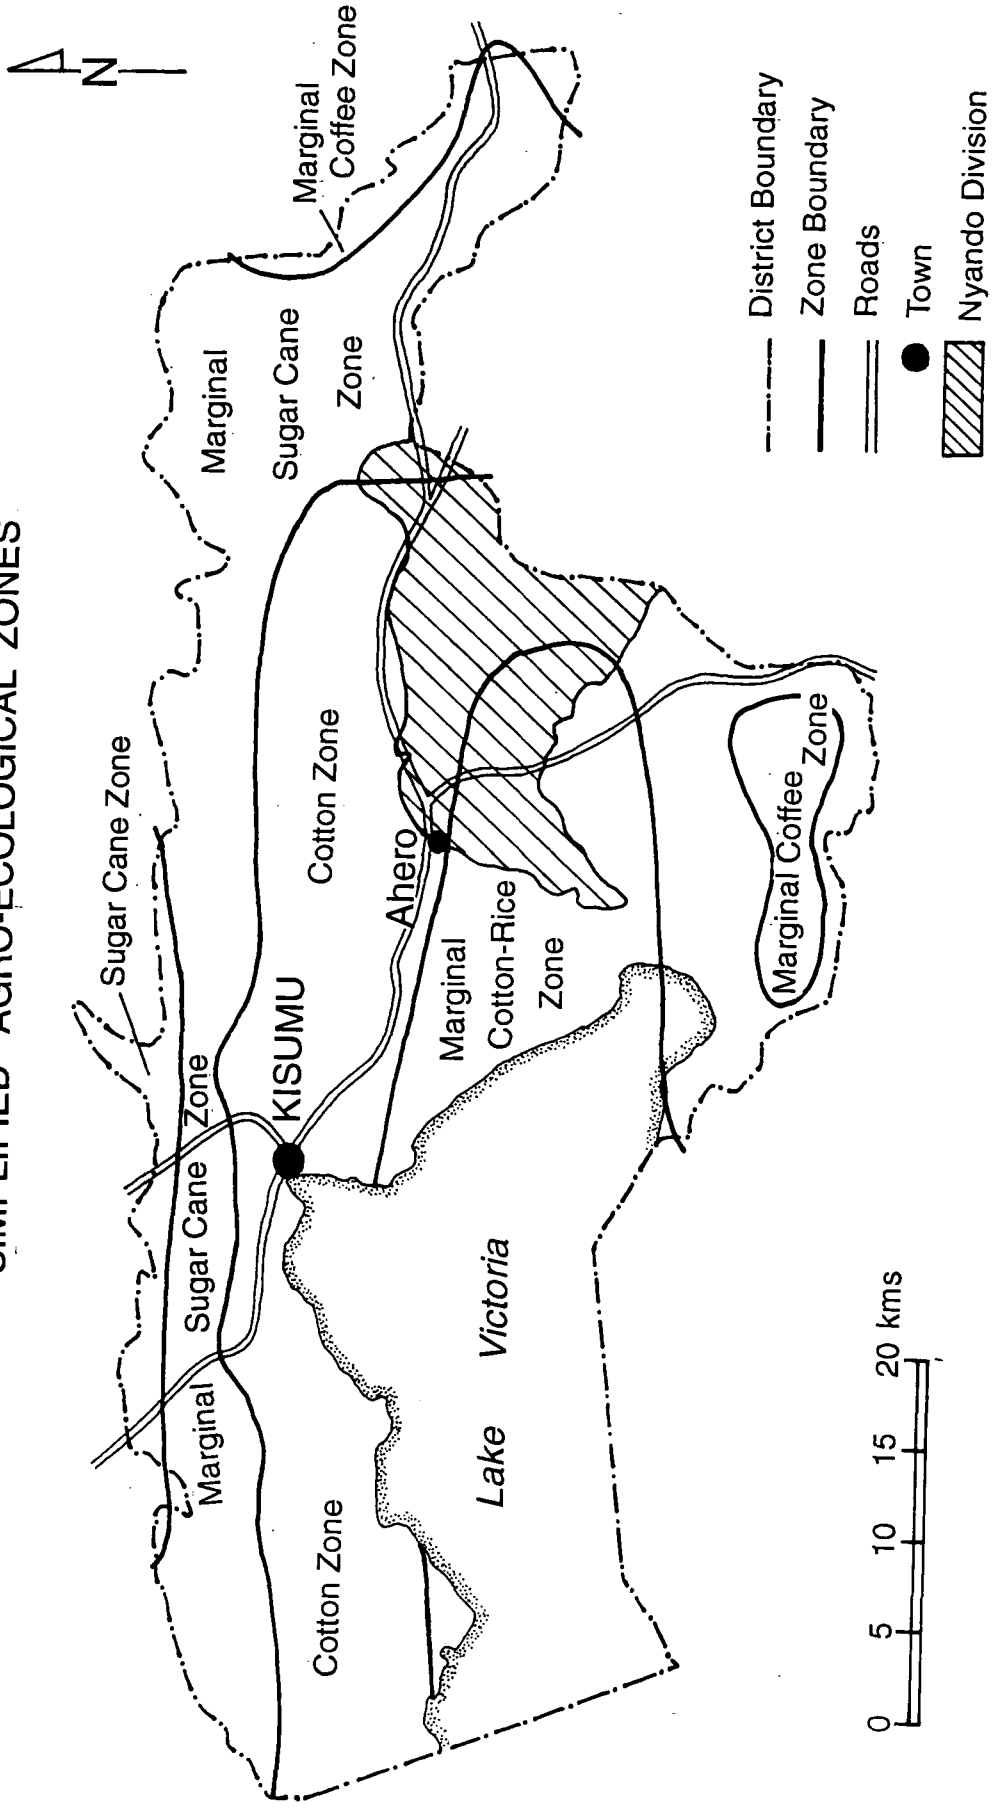 SIMPLIFIED AGRO-ECOLOGICAL ZONES
N
Sugar Cane Zone
Marginal
Coffee Zone
Marginal Sugar Cane Zone
Marginal
Sugar Cane
Zone
KISUMU
Cotton Zone
Cotton Zone
Ahero
Marginal
Cotton-Rice
Zone
Lake Victoria
Marginal Coffee
Zone
District Boundary
Zone Boundary
Roads
Town
Nyando Division
0 5 10 15 20 kms